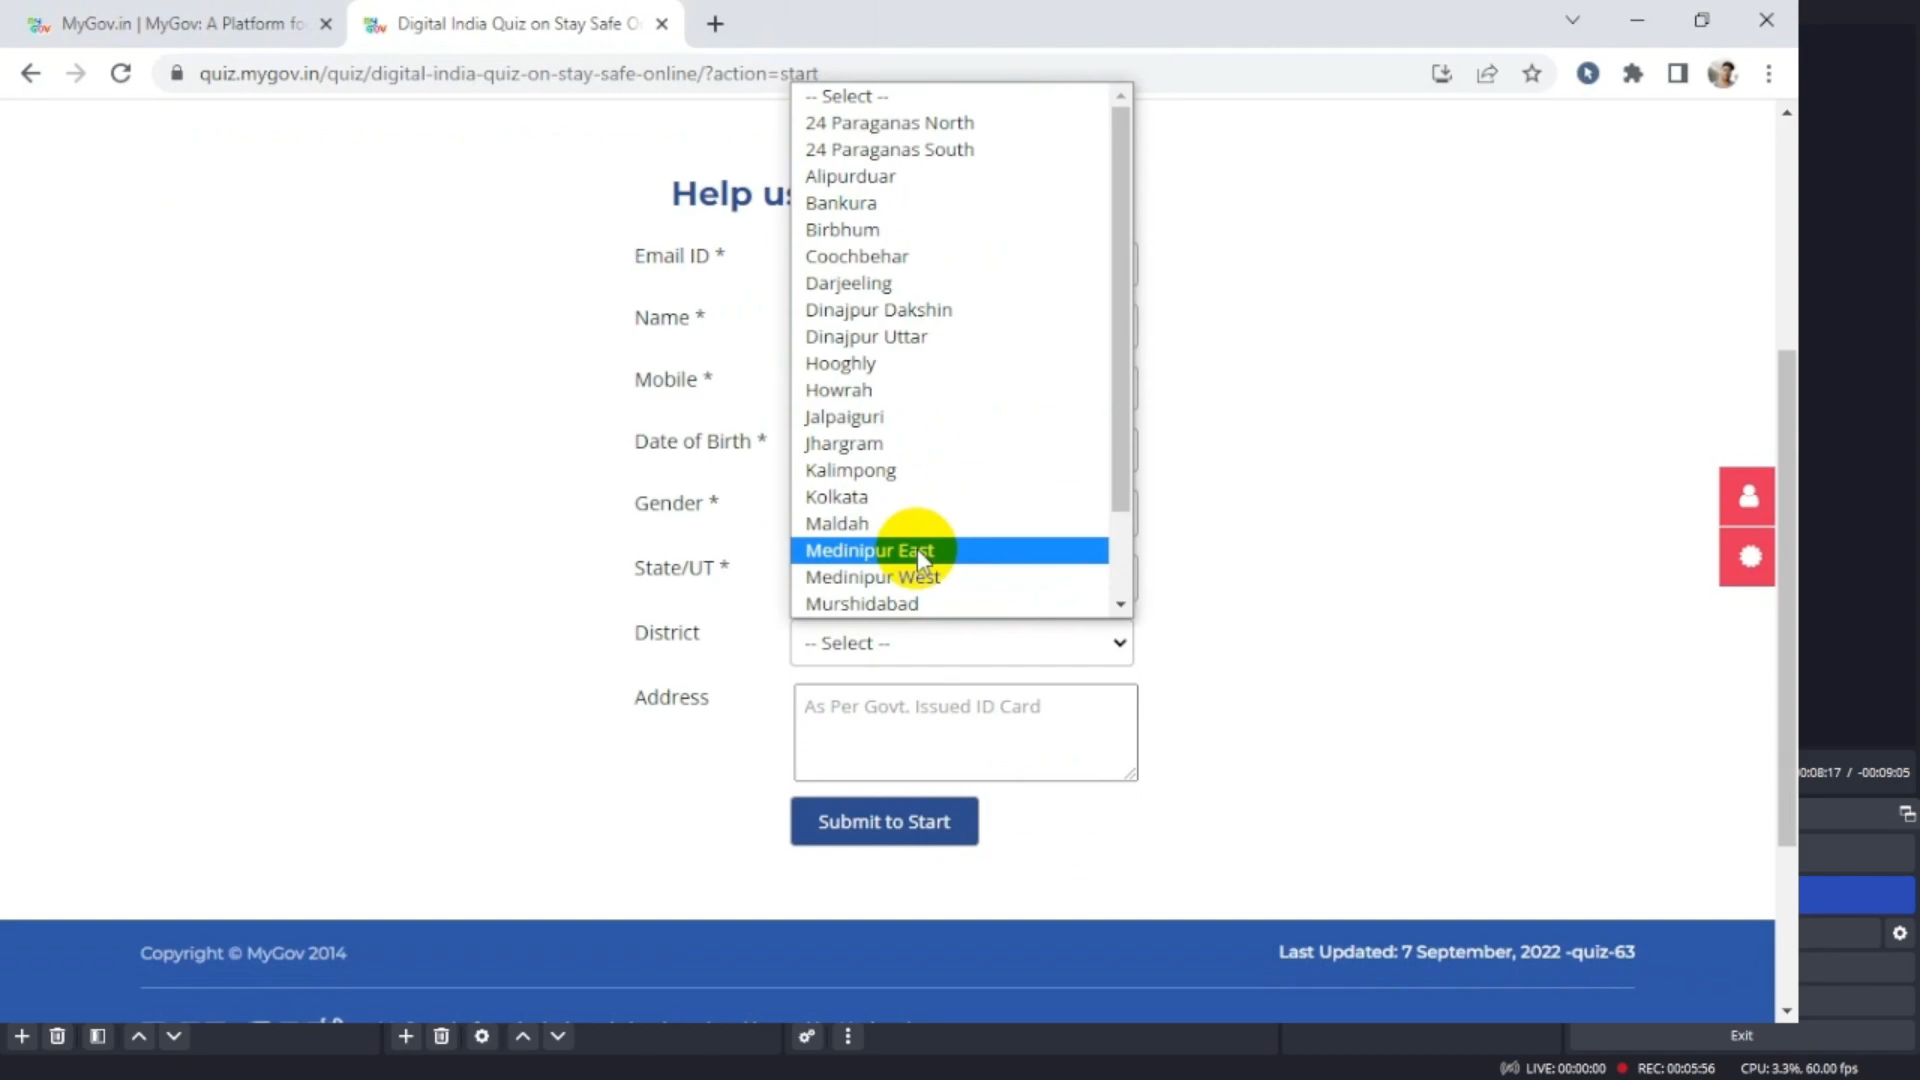 MyGov.in | MyGov: A Platform fo
Digital India Quiz on Stay Safe O
quiz.mygov.in/quiz/digital-india-quiz-on-stay-safe-online/?action=start
-- Select --
24 Paraganas North
24 Paraganas South
Alipurduar
Bankura
Birbhum
Coochbehar
Darjeeling
Dinajpur Dakshin
Dinajpur Uttar
Hooghly
Howrah
Jalpaiguri
Jhargram
Kalimpong
Kolkata
Maldah
Medinipur East
Medinipur West
Murshidabad
Help us
Email ID *
Name *
Mobile *
Date of Birth *
Gender *
State/UT *
District
-- Select --
Address
As Per Govt. Issued ID Card
Submit to Start
0:08:17 / -00:09:05
Copyright © MyGov 2014
Last Updated: 7 September, 2022 -quiz-63
Exit
LIVE: 00:00:00
REC: 00:05:56
CPU: 3.3%, 60.00 fps